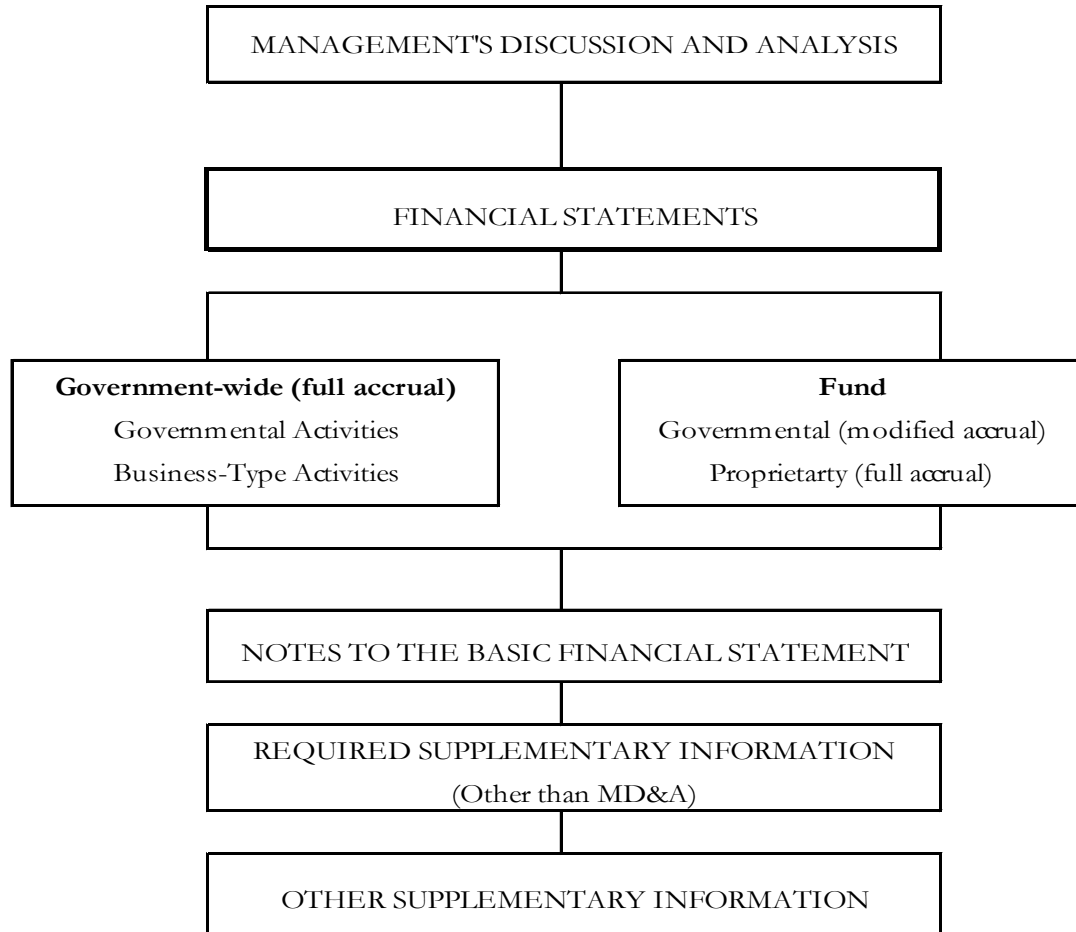 MANAGEMENT'S DISCUSSION AND ANALYSIS
FINANCIAL STATEMENTS
Government-wide (full accrual)
Governmental Activities
Business-Type Activities
Fund
Governmental (modified accrual)
Proprietarty (full accrual)
NOTES TO THE BASIC FINANCIAL STATEMENT
REQUIRED SUPPLEMENTARY INFORMATION
(Other than MD&A)
OTHER SUPPLEMENTARY INFORMATION